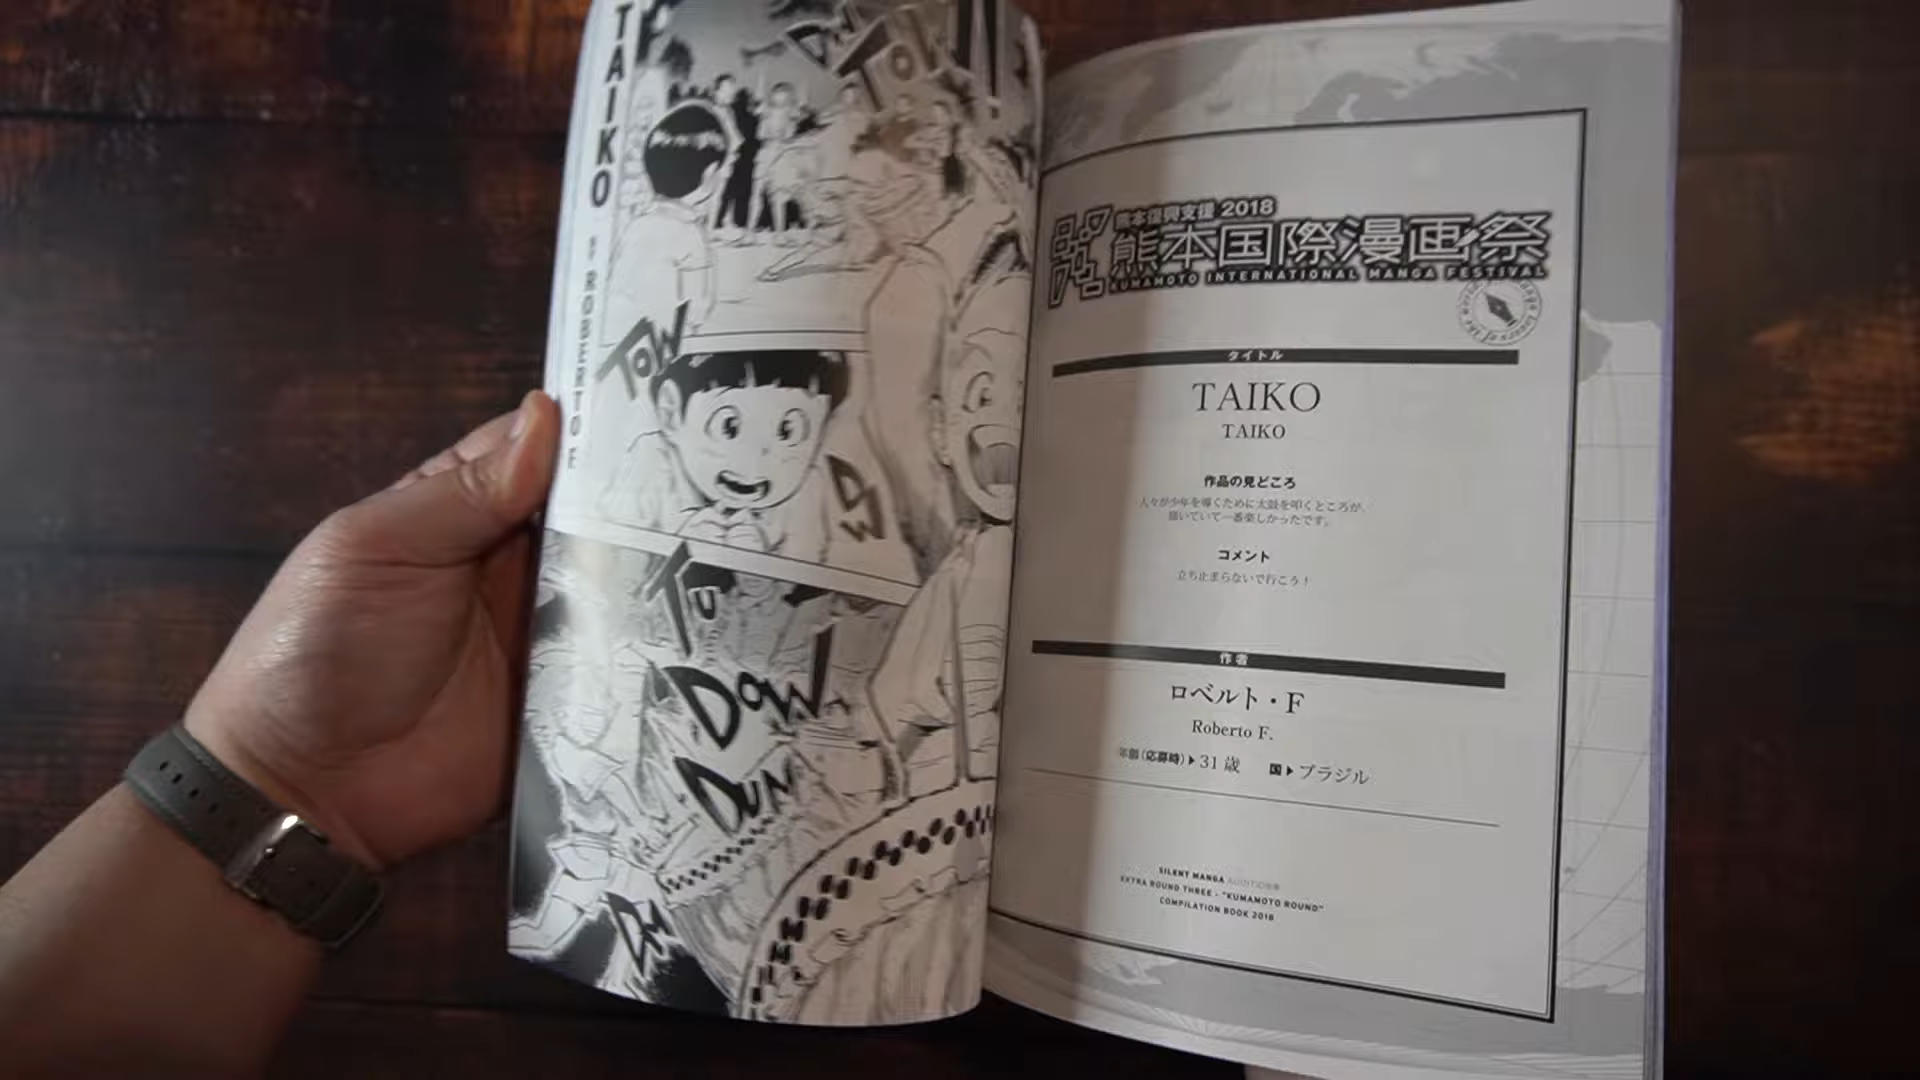 TAIKO
ROBERTO F.
DN
TOW
TOW
DW
TU
DOW
DUN
DM
熊本復興支援 2018
熊本国際漫画祭
KUMAMOTO INTERNATIONAL MANGA FESTIVAL
タイトル
TAIKO
TAIKO
作品の見どころ
人々が少年を導くために太鼓を叩くところが、
描いていて一番楽しかったです。
コメント
立ち止まらないで行こう！
作者
ロベルト・F
Roberto F.
年齢(応募時)▶31 歳 国▶ブラジル
SILENT MANGA AUDITION®
EXTRA ROUND THREE - "KUMAMOTO ROUND"
COMPILATION BOOK 2018